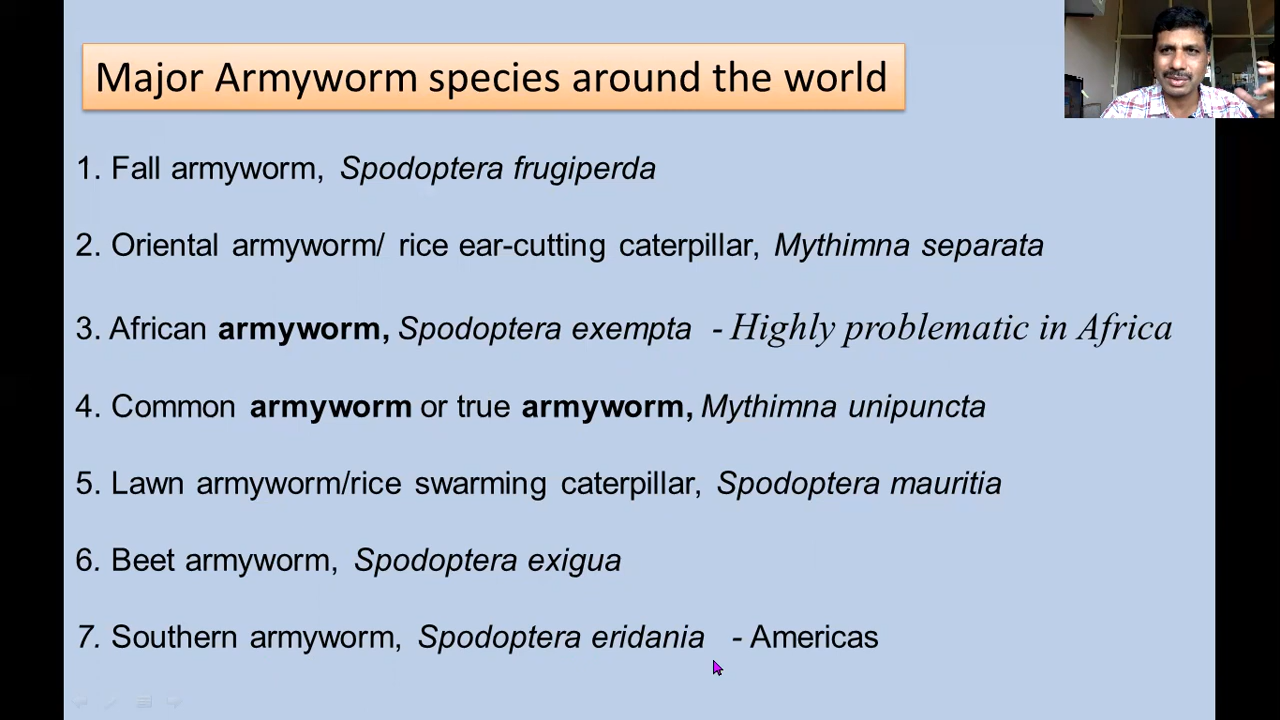 Major Armyworm species around the world
1. Fall armyworm, Spodoptera frugiperda
2. Oriental armyworm/ rice ear-cutting caterpillar, Mythimna separata
3. African armyworm, Spodoptera exempta - Highly problematic in Africa
4. Common armyworm or true armyworm, Mythimna unipuncta
5. Lawn armyworm/rice swarming caterpillar, Spodoptera mauritia
6. Beet armyworm, Spodoptera exigua
7. Southern armyworm, Spodoptera eridania - Americas